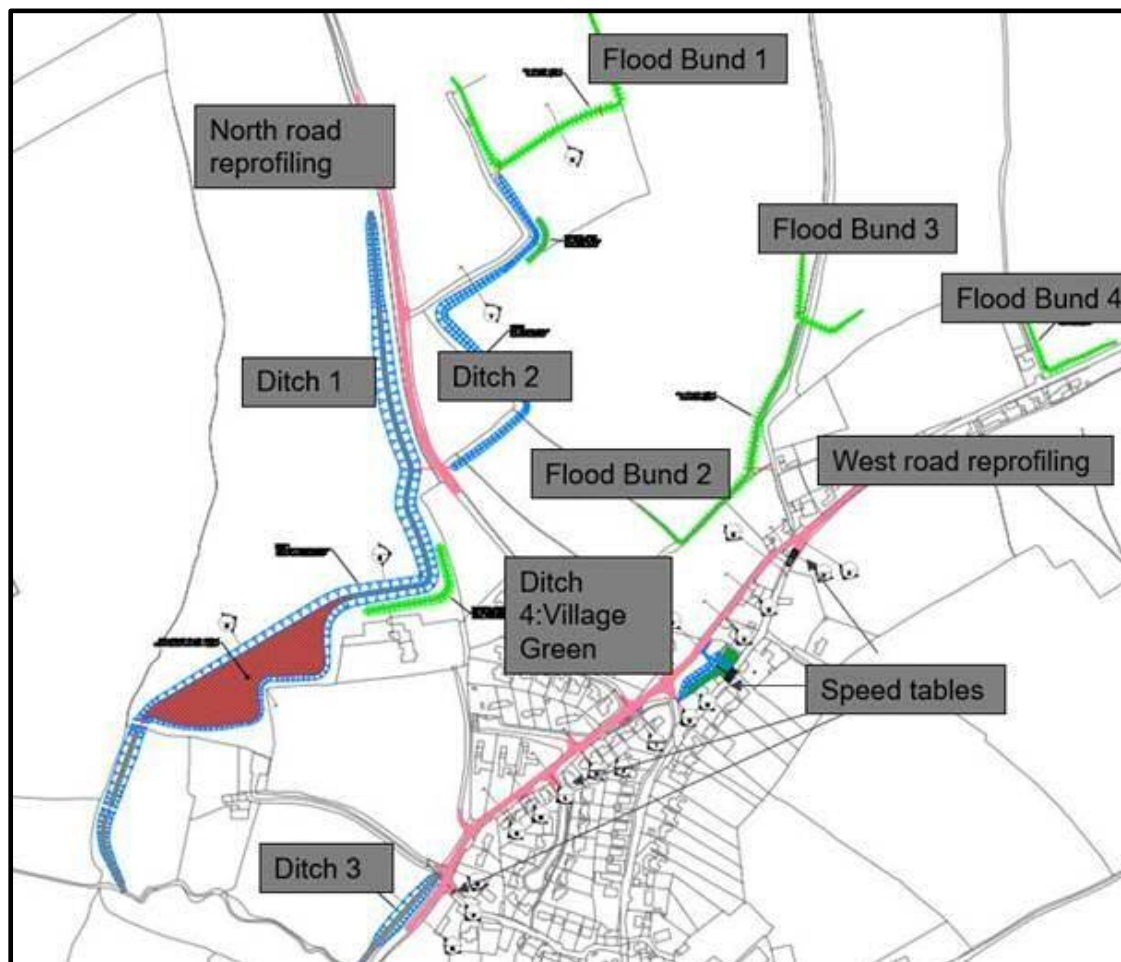 Flood Bund 1
North road
reprofiling
Flood Bund 3
Flood Bund 4
Ditch 1
Ditch 2
Flood Bund 2
West road reprofiling
Ditch
4:Village
Green
Speed tables
Ditch 3